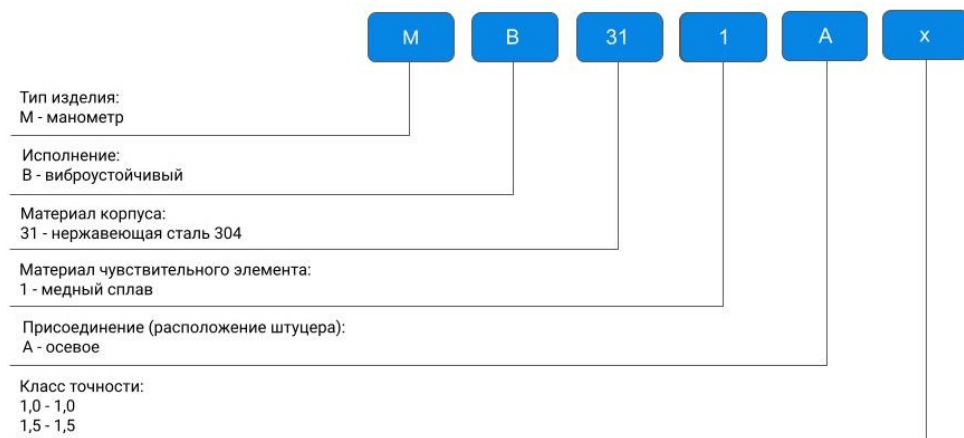 М В 31 1 А х
Тип изделия:
М - манометр
Исполнение:
В - виброустойчивый
Материал корпуса:
31 - нержавеющая сталь 304
Материал чувствительного элемента:
1 - медный сплав
Присоединение (расположение штуцера):
А - осевое
Класс точности:
1,0 - 1,0
1,5 - 1,5